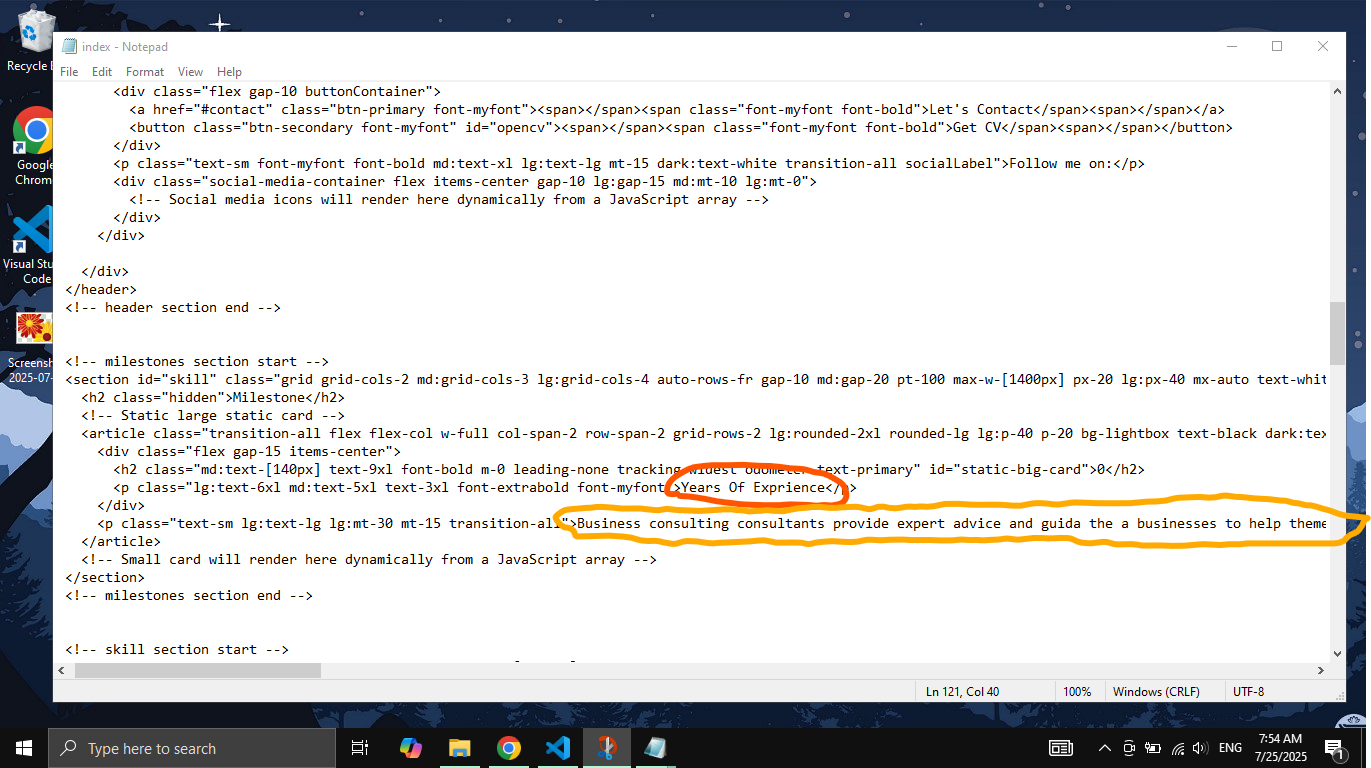 Recycle
index - Notepad
File Edit Format View Help
<div class="flex gap-10 buttonContainer">
<a href="#contact" class="btn-primary font-myfont"><span></span><span class="font-myfont font-bold">Let's Contact</span><span></span></a>
<button class="btn-secondary font-myfont" id="opencv"><span></span><span class="font-myfont font-bold">Get CV</span><span></span></button>
</div>
<p class="text-sm font-myfont font-bold md:text-xl lg:text-lg mt-15 dark:text-white transition-all socialLabel">Follow me on:</p>
<div class="social-media-container flex items-center gap-10 lg:gap-15 md:mt-10 lg:mt-0">
<!-- Social media icons will render here dynamically from a JavaScript array -->
</div>
</div>
</div>
</header>
<!-- header section end -->
<!-- milestones section start -->
<section id="skill" class="grid grid-cols-2 md:grid-cols-3 lg:grid-cols-4 auto-rows-fr gap-10 md:gap-20 pt-100 max-w-[1400px] px-20 lg:px-40 mx-auto text-whit
<h2 class="hidden">Milestone</h2>
<!-- Static large static card -->
<article class="transition-all flex flex-col w-full col-span-2 row-span-2 grid-rows-2 lg:rounded-2xl rounded-lg lg:p-40 p-20 bg-lightbox text-black dark:tex
<div class="flex gap-15 items-center">
<h2 class="md:text-[140px] text-9xl font-bold m-0 leading-none tracking-widest odometer text-primary" id="static-big-card">0</h2>
<p class="lg:text-6xl md:text-5xl text-3xl font-extrabold font-myfont">Years Of Exprience</p>
</div>
<p class="text-sm lg:text-lg lg:mt-30 mt-15 transition-all">Business consulting consultants provide expert advice and guida the a businesses to help theme
</article>
<!-- Small card will render here dynamically from a JavaScript array -->
</section>
<!-- milestones section end -->
<!-- skill section start -->
Ln 121, Col 40 100% Windows (CRLF) UTF-8
Google
Chrom
Visual Stu
Code
Screensh
2025-07-
Type here to search
ENG
7:54 AM
7/25/2025
1